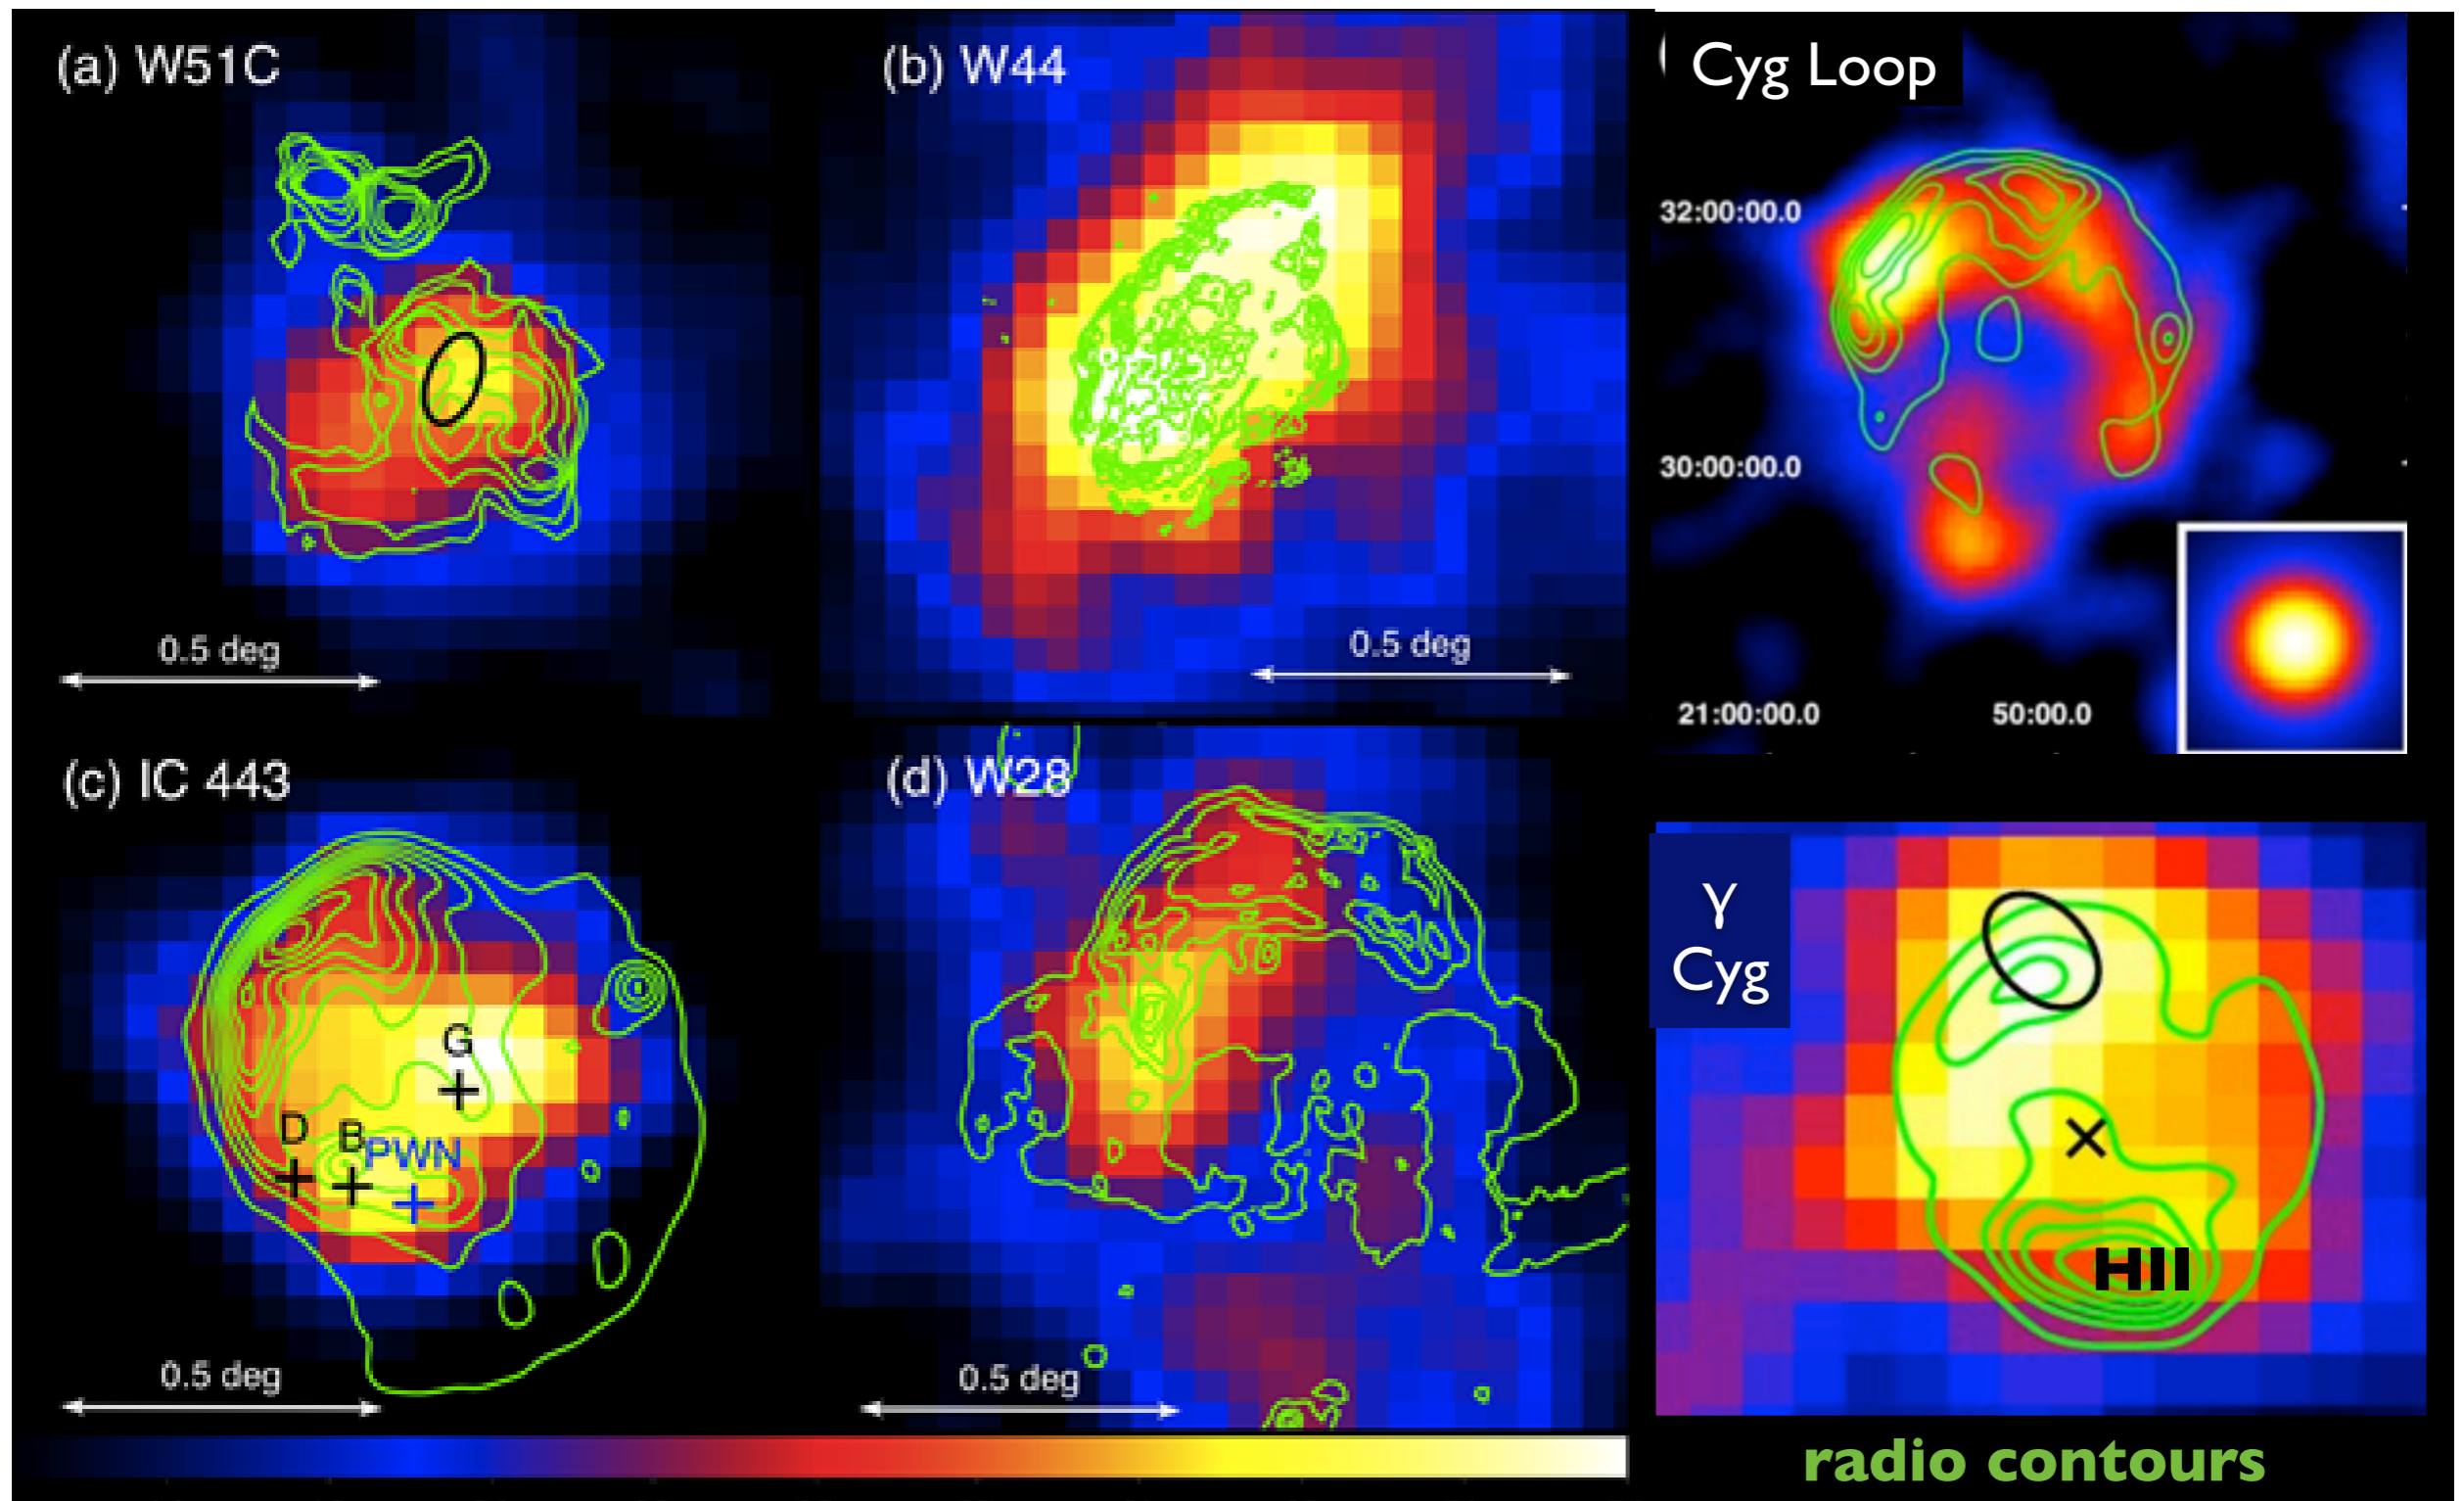 (a) W51C
0.5 deg
(b) W44
0.5 deg
Cyg Loop
32:00:00.0
30:00:00.0
21:00:00.0 50:00.0
(c) IC 443
G
D B PWN
0.5 deg
(d) W28
0.5 deg
γ
Cyg
HII
radio contours